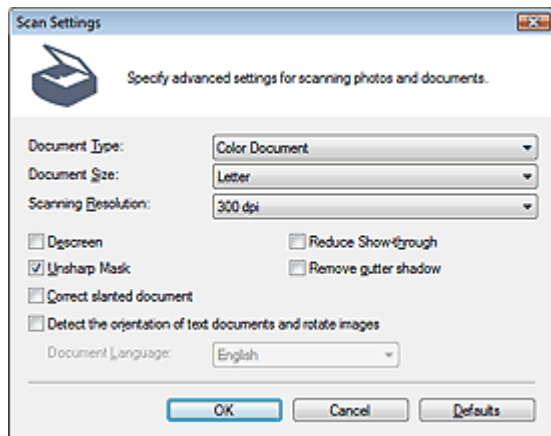 Scan Settings
Specify advanced settings for scanning photos and documents.
Document Type: Color Document
Document Size: Letter
Scanning Resolution: 300 dpi
Descreen Reduce Show-through
Unsharp Mask Remove gutter shadow
Correct slanted document
Detect the orientation of text documents and rotate images
Document Language: English
OK Cancel Defaults